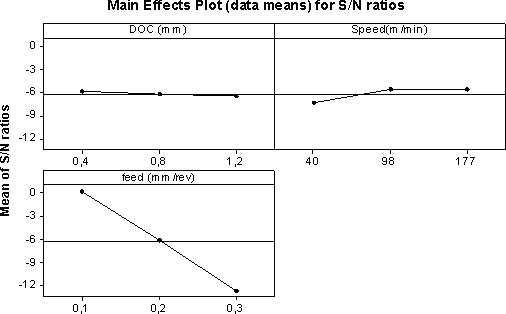 Main Effects Plot (data means) for S/N ratios
Mean of S/N ratios
DOC (mm)
Speed(m/min)
0
-3
-6
-9
-12
0,4 0,8 1,2
40 98 177
feed (mm/rev)
0
-3
-6
-9
-12
0,1 0,2 0,3